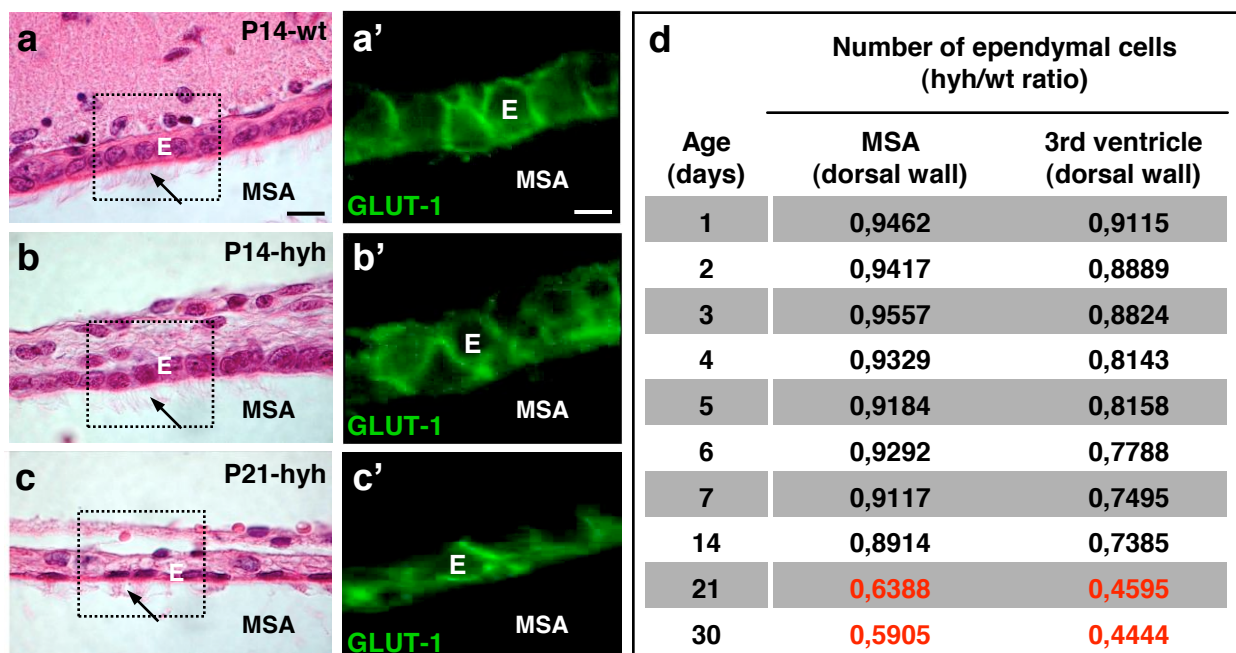 a
P14-wt
E
MSA
a’
E
MSA
GLUT-1
b
P14-hyh
E
MSA
b’
E
MSA
GLUT-1
c
P21-hyh
E
MSA
c’
E
MSA
GLUT-1
d
Number of ependymal cells
(hyh/wt ratio)
Age
(days)
MSA
(dorsal wall)
3rd ventricle
(dorsal wall)
1 0,9462 0,9115
2 0,9417 0,8889
3 0,9557 0,8824
4 0,9329 0,8143
5 0,9184 0,8158
6 0,9292 0,7788
7 0,9117 0,7495
14 0,8914 0,7385
21 0,6388 0,4595
30 0,5905 0,4444